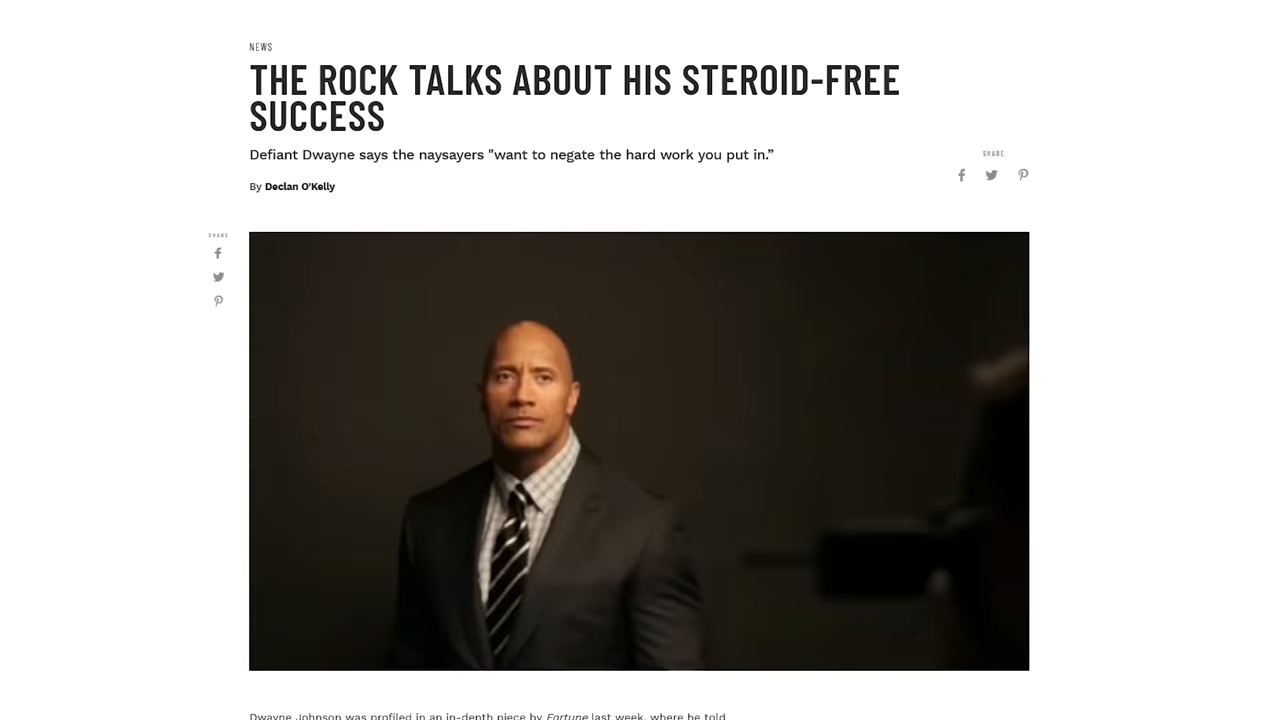 NEWS
THE ROCK TALKS ABOUT HIS STEROID-FREE
SUCCESS
Defiant Dwayne says the naysayers "want to negate the hard work you put in.”
SHARE
By Declan O'Kelly
SHARE
Dwayne Johnson was profiled in an in-depth piece by Fortune last week, where he told